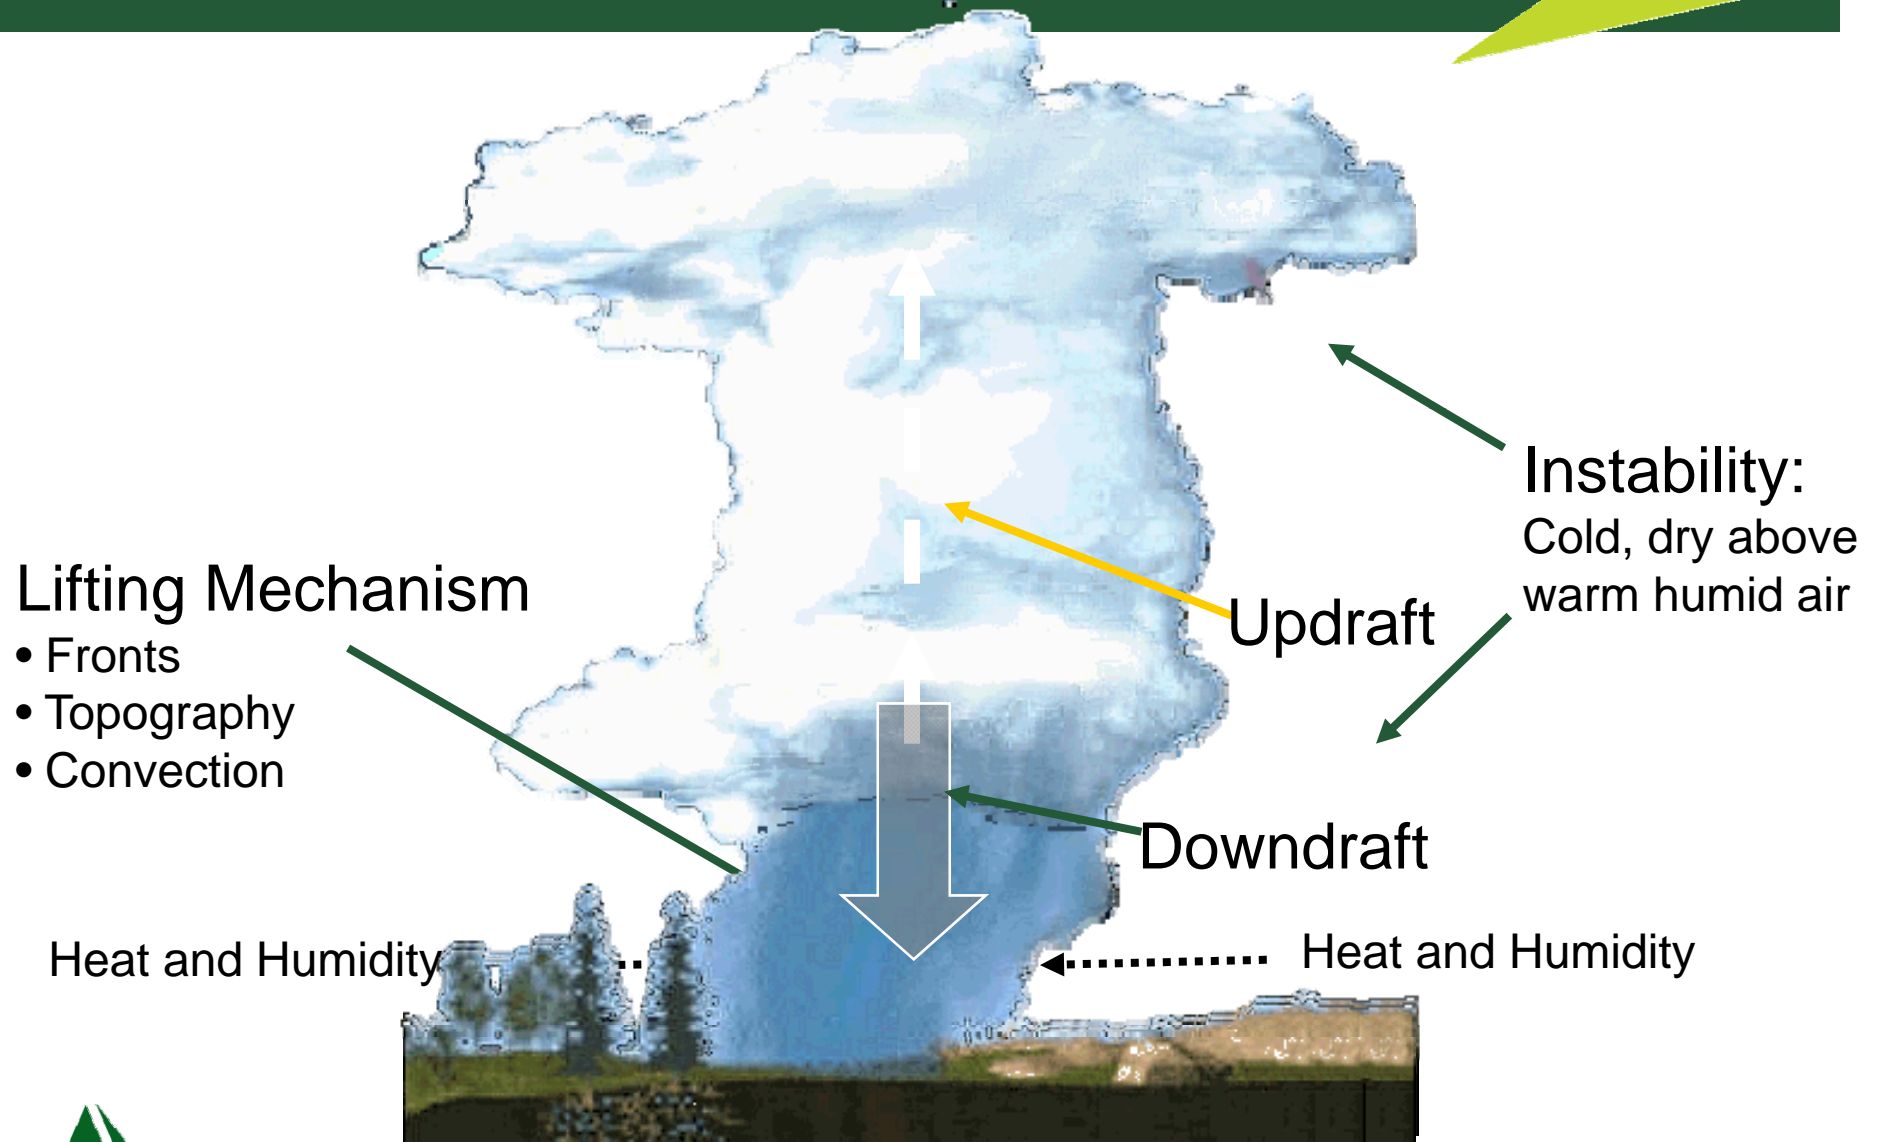 Lifting Mechanism
• Fronts
• Topography
• Convection
Heat and Humidity
Instability:
Cold, dry above
warm humid air
Updraft
Downdraft
Heat and Humidity